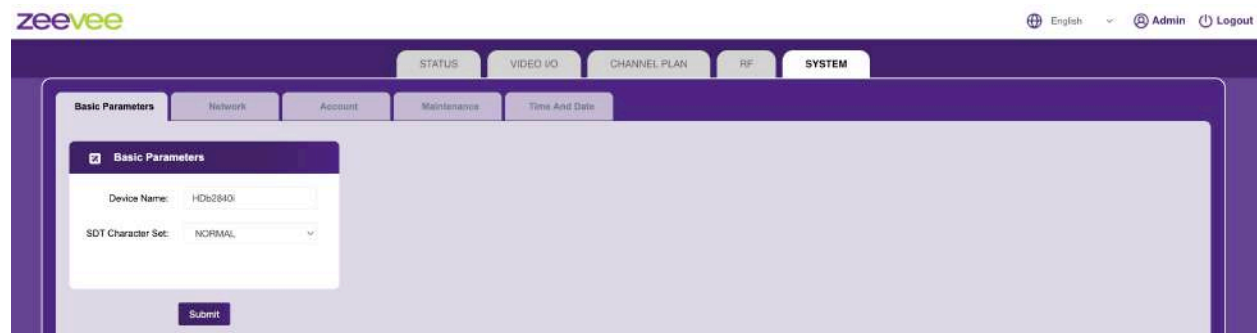 zeevee
English Admin Logout
STATUS VIDEO I/O CHANNEL PLAN RF SYSTEM
Basic Parameters Network Account Maintenance Time And Date
Basic Parameters
Device Name: HDb2840i
SDT Character Set: NORMAL
Submit